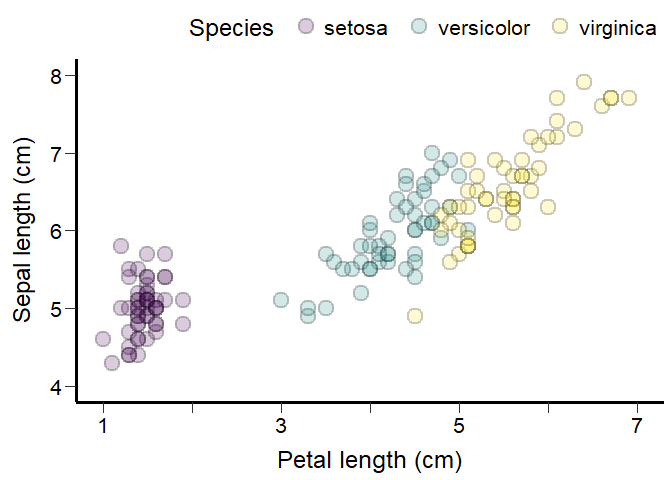 Species setosa versicolor virginica
8
7
6
5
4
Sepal length (cm)
1 3 5 7
Petal length (cm)